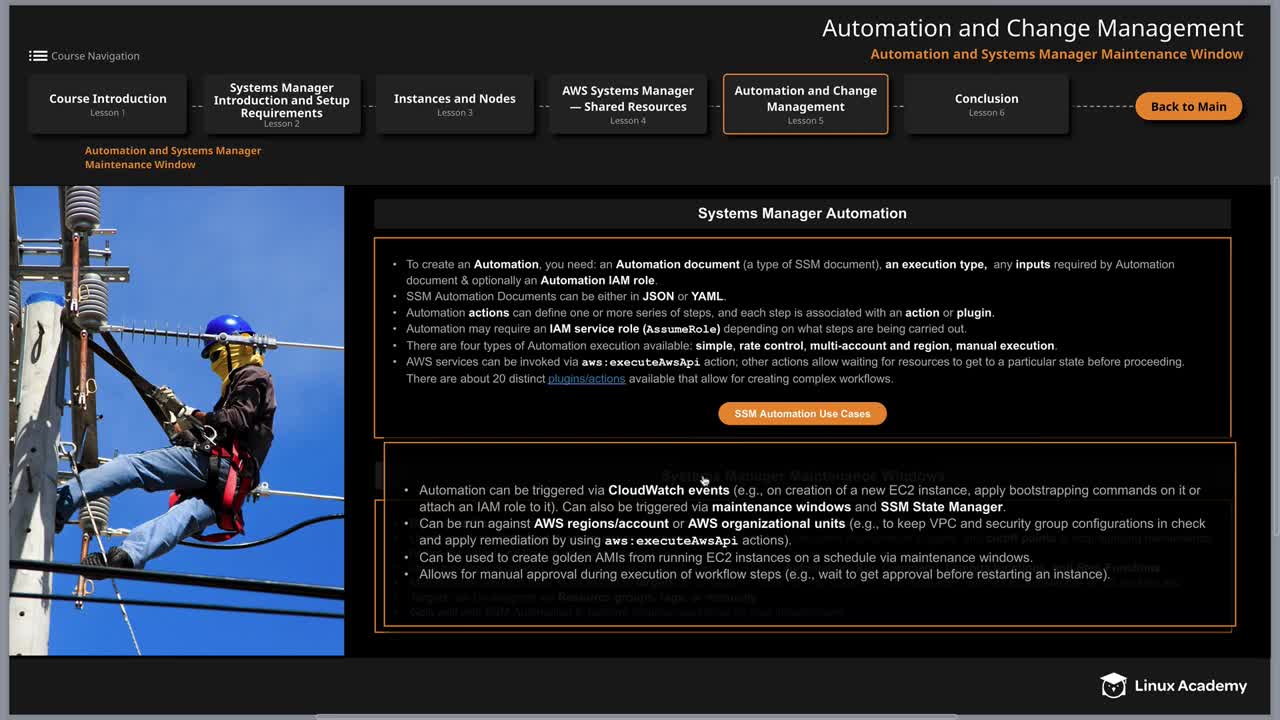 Automation and Change Management
Automation and Systems Manager Maintenance Window
Course Navigation
Course Introduction
Lesson 1
Systems Manager
Introduction and Setup
Requirements
Lesson 2
Instances and Nodes
Lesson 3
AWS Systems Manager
— Shared Resources
Lesson 4
Automation and Change
Management
Lesson 5
Conclusion
Lesson 6
Back to Main
Automation and Systems Manager
Maintenance Window
Systems Manager Automation
• To create an Automation, you need: an Automation document (a type of SSM document), an execution type, any inputs required by Automation
document & optionally an Automation IAM role.
• SSM Automation Documents can be either in JSON or YAML.
• Automation actions can define one or more series of steps, and each step is associated with an action or plugin.
• Automation may require an IAM service role (AssumeRole) depending on what steps are being carried out.
• There are four types of Automation execution available: simple, rate control, multi-account and region, manual execution.
• AWS services can be invoked via aws:executeAwsApi action; other actions allow waiting for resources to get to a particular state before proceeding.
There are about 20 distinct plugins/actions available that allow for creating complex workflows.
SSM Automation Use Cases
Systems Manager Maintenance Windows
• Automation can be triggered via CloudWatch events (e.g., on creation of a new EC2 instance, apply bootstrapping commands on it or
attach an IAM role to it). Can also be triggered via maintenance windows and SSM State Manager.
• Can be run against AWS regions/account or AWS organizational units (e.g., to keep VPC and security group configurations in check
and apply remediation by using aws:executeAwsApi actions).
• Can be used to create golden AMIs from running EC2 instances on a schedule via maintenance windows.
• Allows for manual approval during execution of workflow steps (e.g., wait to get approval before restarting an instance).
Linux Academy